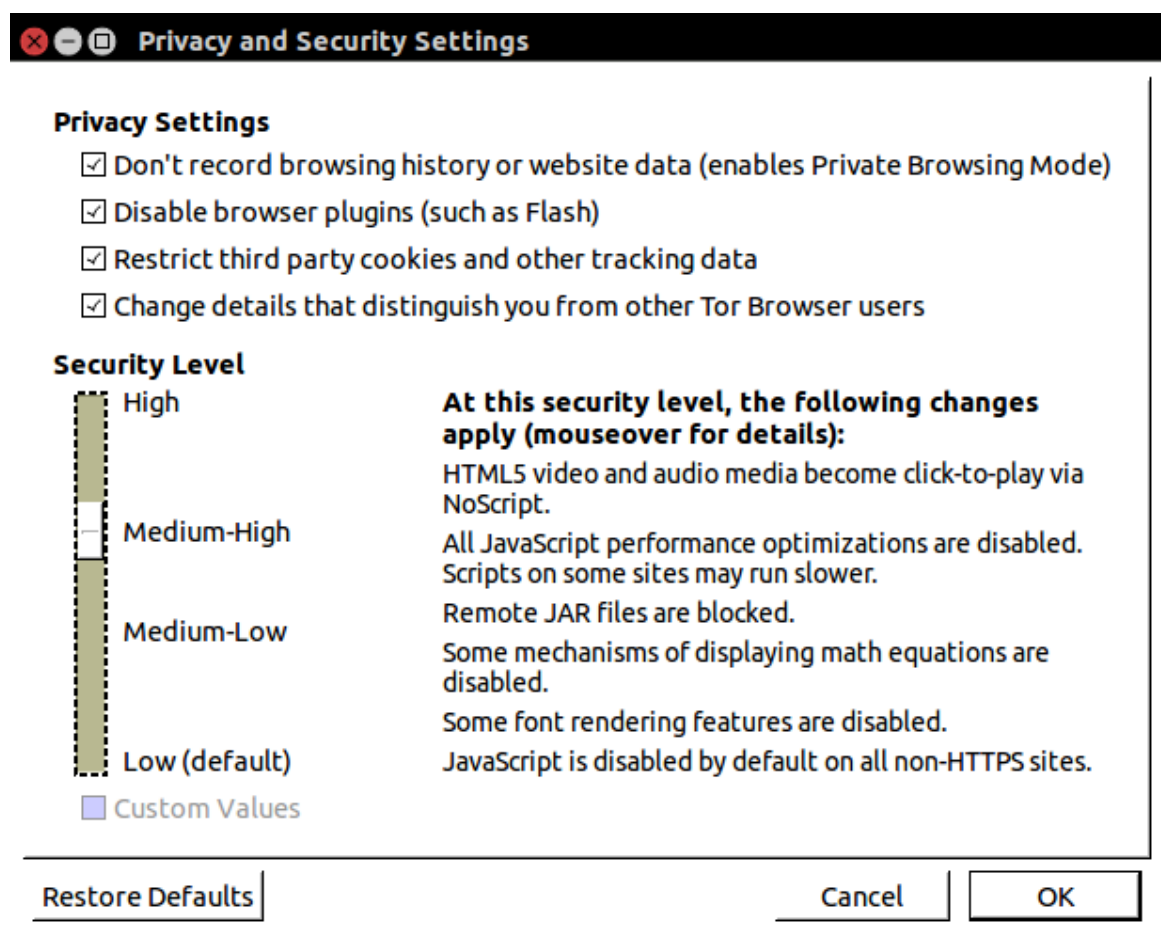 Privacy and Security Settings
Privacy Settings
Don't record browsing history or website data (enables Private Browsing Mode)
Disable browser plugins (such as Flash)
Restrict third party cookies and other tracking data
Change details that distinguish you from other Tor Browser users
Security Level
High
Medium-High
Medium-Low
Low (default)
At this security level, the following changes
apply (mouseover for details):
HTML5 video and audio media become click-to-play via
NoScript.
All JavaScript performance optimizations are disabled.
Scripts on some sites may run slower.
Remote JAR files are blocked.
Some mechanisms of displaying math equations are
disabled.
Some font rendering features are disabled.
JavaScript is disabled by default on all non-HTTPS sites.
Custom Values
Restore Defaults
Cancel
OK